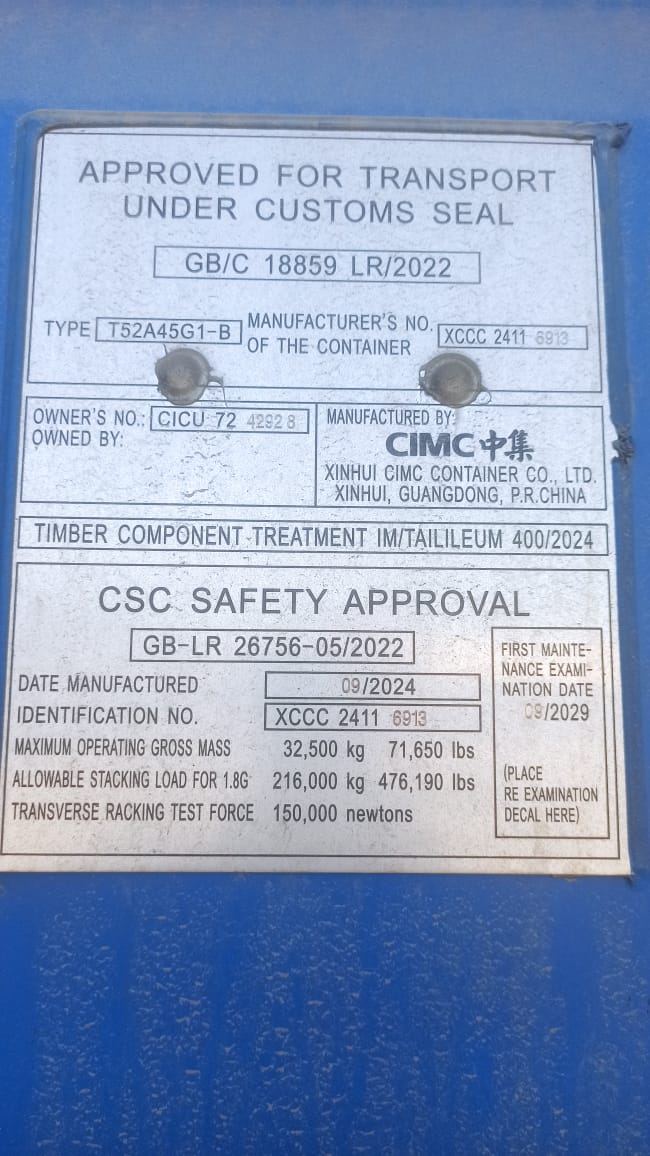 APPROVED FOR TRANSPORT
UNDER CUSTOMS SEAL
GB/C 18859 LR/2022
TYPE T52A45G1-B
MANUFACTURER'S NO.
OF THE CONTAINER
XCCC 2411 6913
OWNER'S NO.: CICU 72 4292 8
OWNED BY:
MANUFACTURED BY:
CIMC 中集
XINHUI CIMC CONTAINER CO., LTD.
XINHUI, GUANGDONG, P.R.CHINA
TIMBER COMPONENT TREATMENT IM/TAILILEUM 400/2024
CSC SAFETY APPROVAL
GB-LR 26756-05/2022
DATE MANUFACTURED 09/2024
IDENTIFICATION NO. XCCC 2411 6913
MAXIMUM OPERATING GROSS MASS 32,500 kg 71,650 lbs
ALLOWABLE STACKING LOAD FOR 1.8G 216,000 kg 476,190 lbs
TRANSVERSE RACKING TEST FORCE 150,000 newtons
FIRST MAINTE-
NANCE EXAMI-
NATION DATE
09/2029
(PLACE
RE EXAMINATION
DECAL HERE)